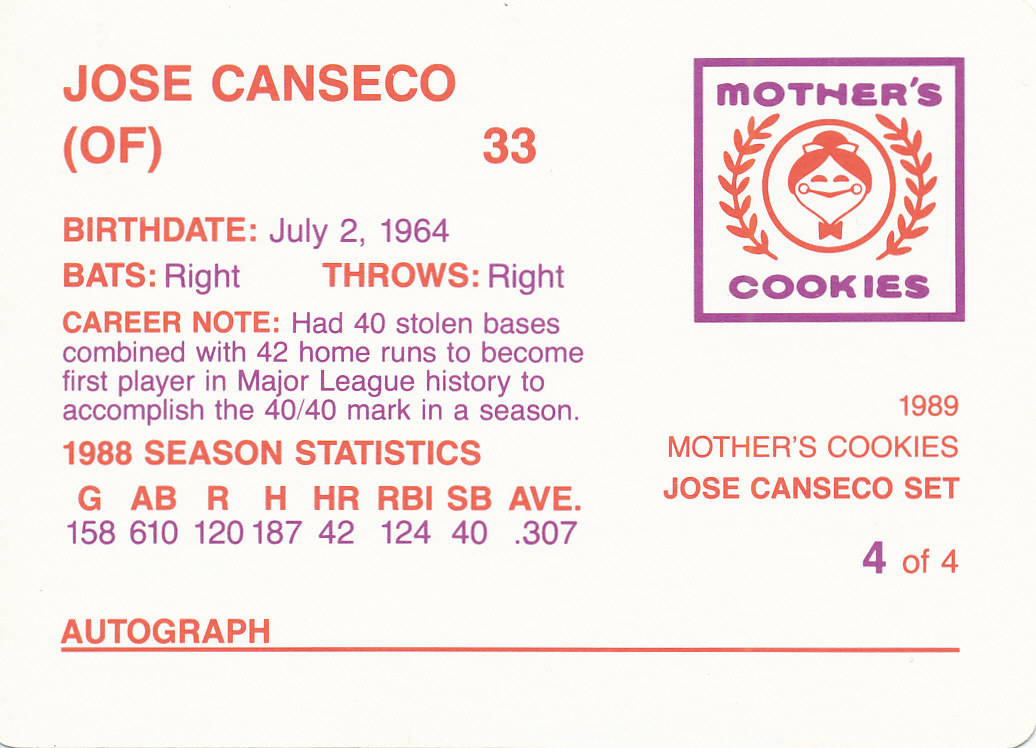 JOSE CANSECO
(OF) 33
MOTHER'S
COOKIES
BIRTHDATE: July 2, 1964
BATS: Right THROWS: Right
CAREER NOTE: Had 40 stolen bases
combined with 42 home runs to become
first player in Major League history to
accomplish the 40/40 mark in a season.
1988 SEASON STATISTICS
G AB R H HR RBI SB AVE.
158 610 120 187 42 124 40 .307
1989
MOTHER'S COOKIES
JOSE CANSECO SET
4 of 4
AUTOGRAPH